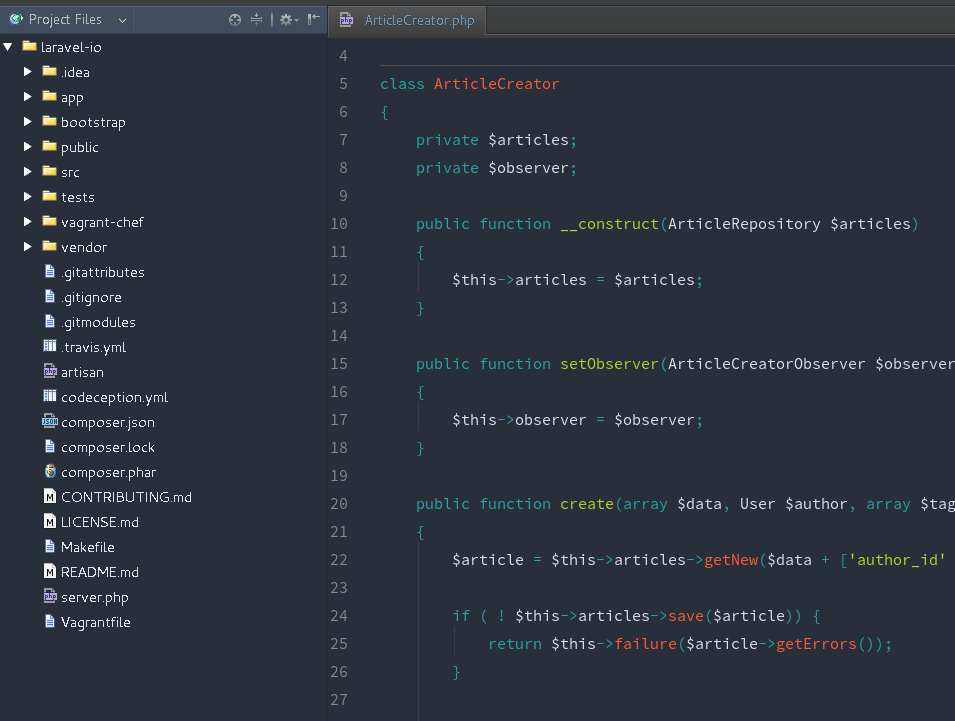 Project Files
laravel-io
.idea
app
bootstrap
public
src
tests
vagrant-chef
vendor
.gitattributes
.gitignore
.gitmodules
.travis.yml
artisan
codeception.yml
composer.json
composer.lock
composer.phar
CONTRIBUTING.md
LICENSE.md
Makefile
README.md
server.php
Vagrantfile
ArticleCreator.php
4
5 class ArticleCreator
6 {
7 private $articles;
8 private $observer;
9
10 public function __construct(ArticleRepository $articles)
11 {
12 $this->articles = $articles;
13 }
14
15 public function setObserver(ArticleCreatorObserver $observer
16 {
17 $this->observer = $observer;
18 }
19
20 public function create(array $data, User $author, array $tag
21 {
22 $article = $this->articles->getNew($data + ['author_id'
23
24 if ( ! $this->articles->save($article)) {
25 return $this->failure($article->getErrors());
26 }
27